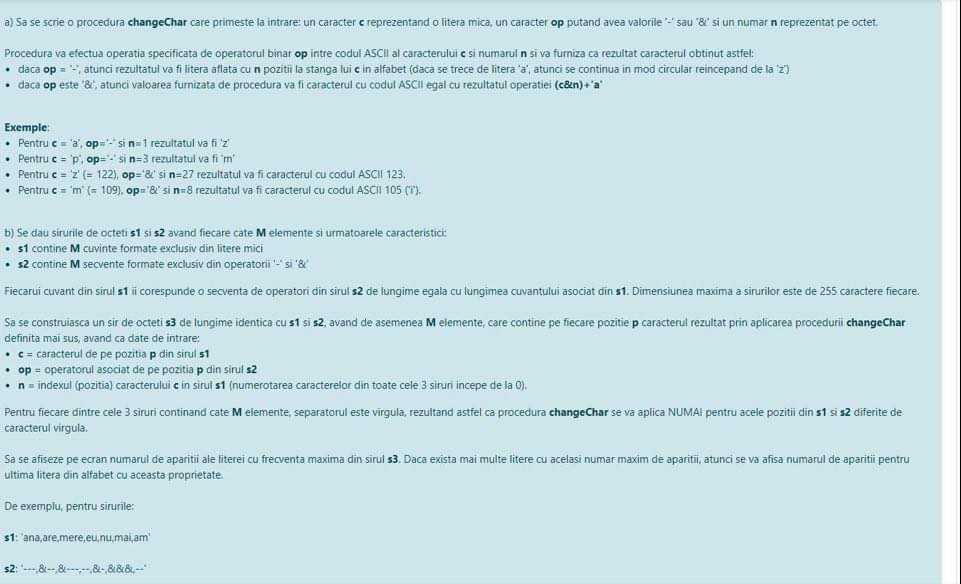 a) Sa se scrie o procedura changeChar care primeste la intrare: un caracter c reprezentand o litera mica, un caracter op putand avea valorile '-' sau '&' si un numar n reprezentat pe octet.
Procedura va efectua operatia specificata de operatorul binar op intre codul ASCII al caracterului c si numarul n si va furniza ca rezultat caracterul obtinut astfel:
• daca op = '-', atunci rezultatul va fi litera aflata cu n pozitii la stanga lui c in alfabet (daca se trece de litera 'a', atunci se continua in mod circular reincepand de la 'z')
• daca op este '&', atunci valoarea furnizata de procedura va fi caracterul cu codul ASCII egal cu rezultatul operatiei (c&n)+'a'
Exemple:
• Pentru c = 'a', op='-' si n=1 rezultatul va fi 'z'
• Pentru c = 'p', op='-' si n=3 rezultatul va fi 'm'
• Pentru c = 'z' (= 122), op='&' si n=27 rezultatul va fi caracterul cu codul ASCII 123.
• Pentru c = 'm' (= 109), op='&' si n=8 rezultatul va fi caracterul cu codul ASCII 105 ('i').
b) Se dau sirurile de octeti s1 si s2 avand fiecare cate M elemente si urmatoarele caracteristici:
• s1 contine M cuvinte formate exclusiv din litere mici
• s2 contine M secvente formate exclusiv din operatorii '-' si '&'
Fiecarui cuvant din sirul s1 ii corespunde o secventa de operatori din sirul s2 de lungime egala cu lungimea cuvantului asociat din s1. Dimensiunea maxima a sirurilor este de 255 caractere fiecare.
Sa se construiasca un sir de octeti s3 de lungime identica cu s1 si s2, avand de asemenea M elemente, care contine pe fiecare pozitie p caracterul rezultat prin aplicarea procedurii changeChar
definita mai sus, avand ca date de intrare:
• c = caracterul de pe pozitia p din sirul s1
• op = operatorul asociat de pe pozitia p din sirul s2
• n = indexul (pozitia) caracterului c in sirul s1 (numerotarea caracterelor din toate cele 3 siruri incepe de la 0).
Pentru fiecare dintre cele 3 siruri continand cate M elemente, separatorul este virgula, rezultand astfel ca procedura changeChar se va aplica NUMAI pentru acele pozitii din s1 si s2 diferite de
caracterul virgula.
Sa se afiseze pe ecran numarul de aparitii ale literei cu frecventa maxima din sirul s3. Daca exista mai multe litere cu acelasi numar maxim de aparitii, atunci se va afisa numarul de aparitii pentru
ultima litera din alfabet cu aceasta proprietate.
De exemplu, pentru sirurile:
s1: 'ana,are,mere,eu,nu,mai,am'
s2: '---,&--,&---,--,&-,&&&,--'